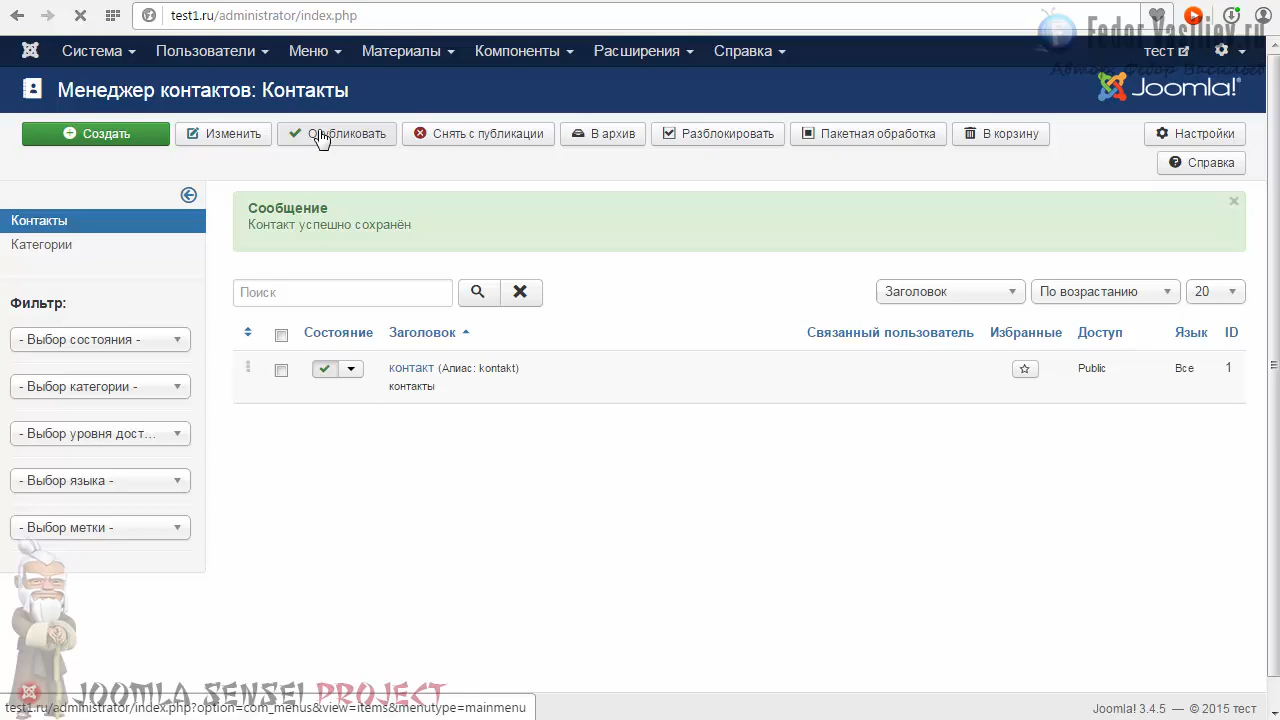 test1.ru/administrator/index.php
Fedor Vasiliev.ru
Автор: Федор Васильев
Система Пользователи Меню Материалы Компоненты Расширения Справка тест
Менеджер контактов: Контакты
Joomla!
Создать Изменить Опубликовать Снять с публикации В архив Разблокировать Пакетная обработка В корзину Настройки
Справка
Контакты
Категории
Фильтр:
- Выбор состояния -
- Выбор категории -
- Выбор уровня дост...
- Выбор языка -
- Выбор метки -
Сообщение
Контакт успешно сохранён
Поиск
Заголовок По возрастанию 20
Состояние Заголовок Связанный пользователь Избранные Доступ Язык ID
контакт (Алиас: kontakt) Public Все 1
контакты
JOOMLA SENSEI PROJECT
test1.ru/administrator/index.php?option=com_menus&view=items&menutype=mainmenu
Joomla! 3.4.5 — © 2015 тест